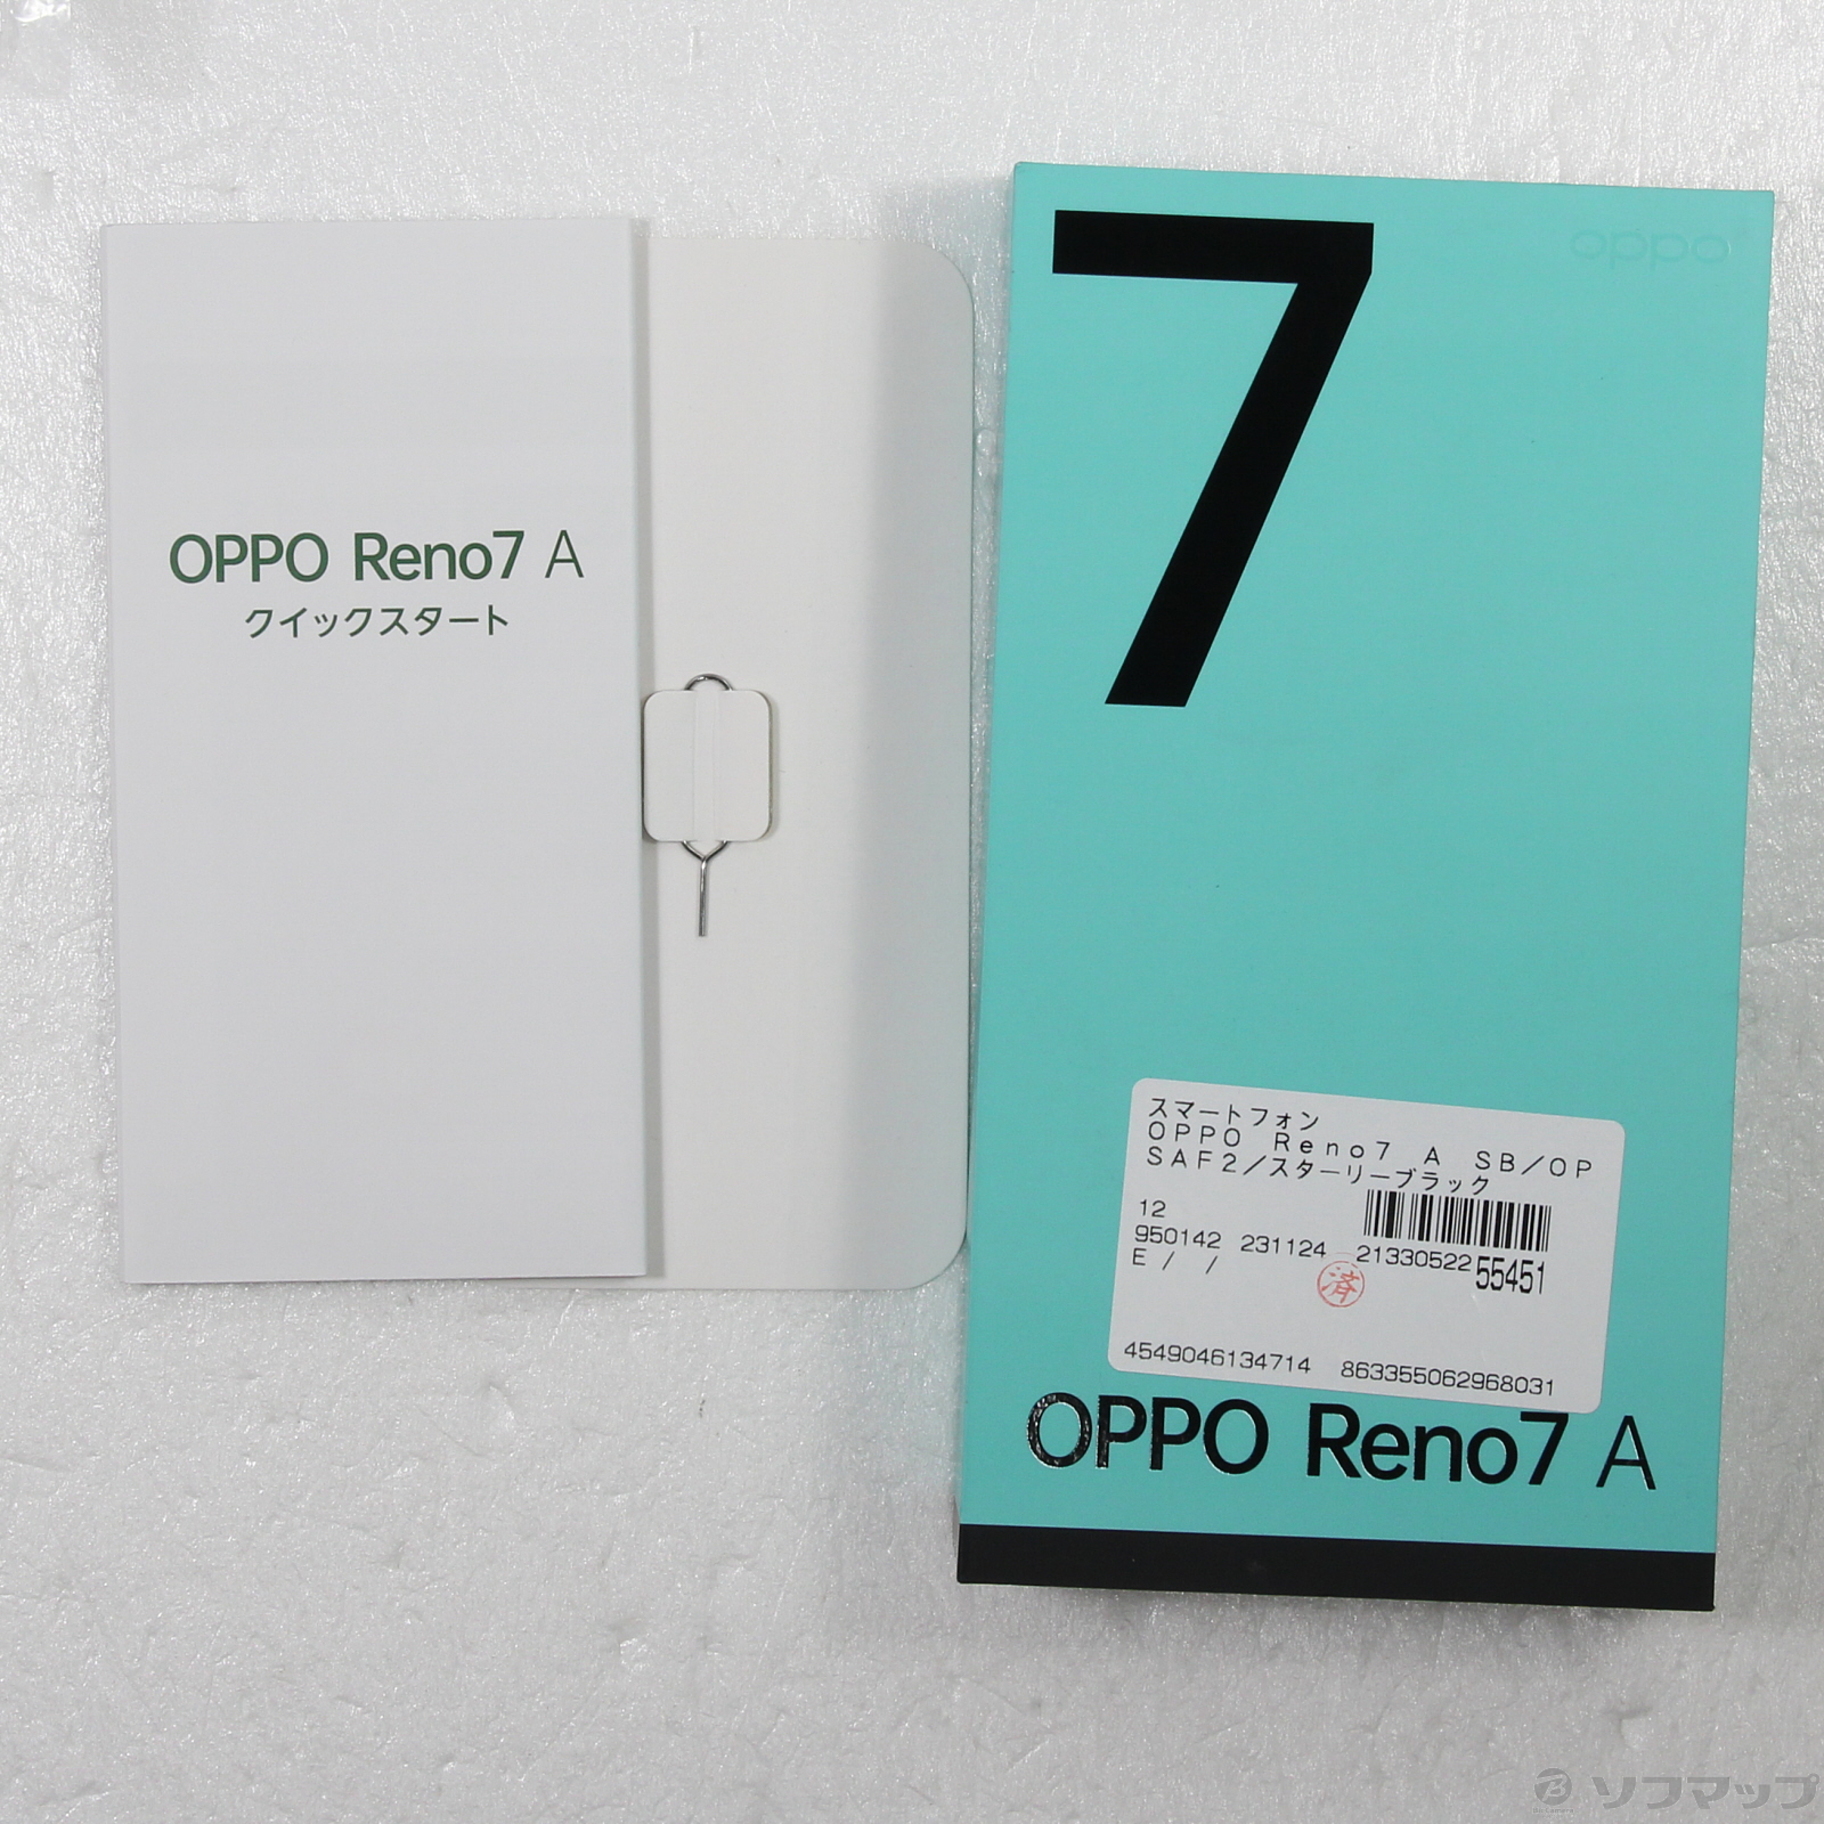 OPPO Reno7 A
クイックスタート
7
oppo
スマートフォン
OPPO Reno7 A SB/OP
SAF2/スターリーブラック
12
950142 231124 2133052255451
E / /
済
4549046134714 863355062968031
OPPO Reno7 A
ソフマップ